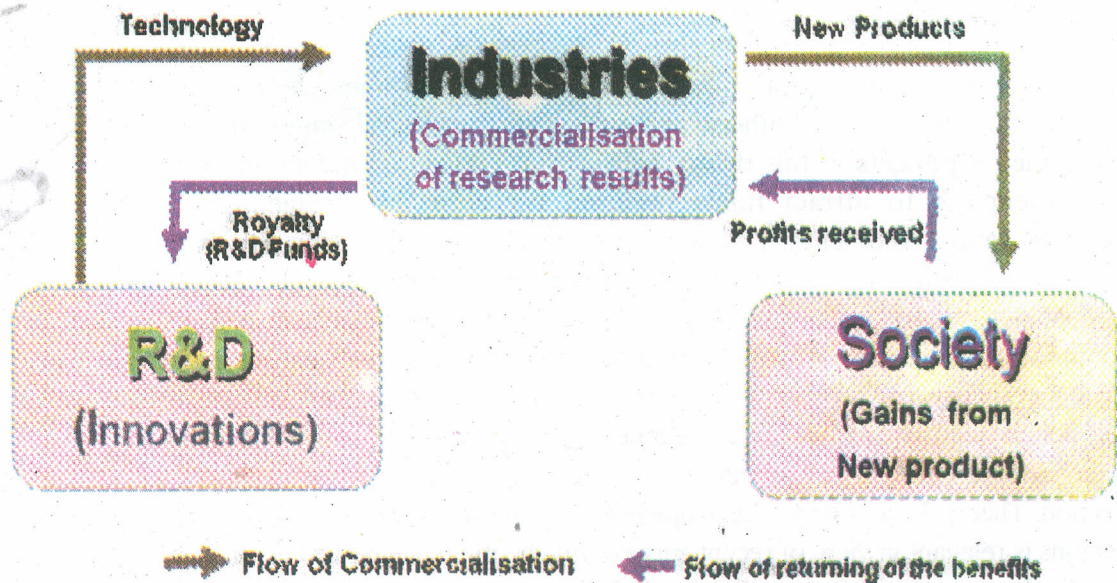 Technology
New Products
Industries
(Commercialisation
of research results)
Royalty
(R&D Funds)
Profits received
R&D
(Innovations)
Society
(Gains from
New product)
Flow of Commercialisation
Flow of returning of the benefits